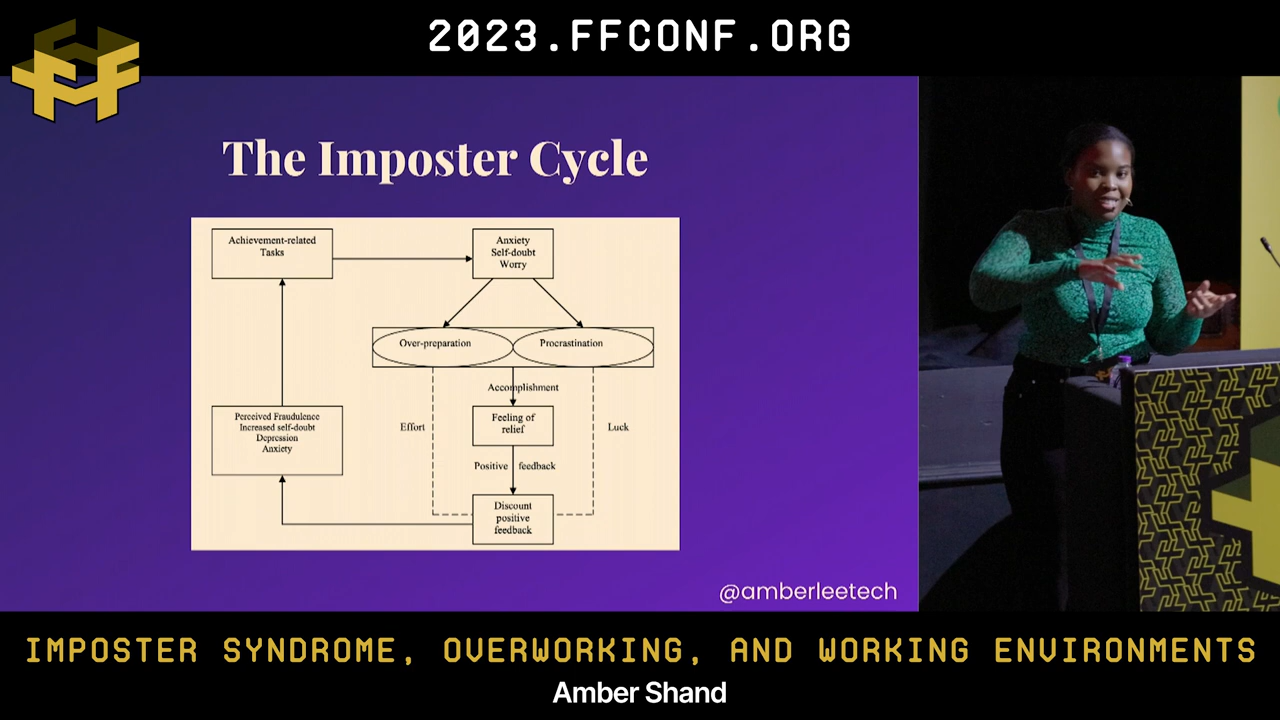 2023.FFCONF.ORG
The Imposter Cycle
Achievement-related
Tasks
Anxiety
Self-doubt
Worry
Over-preparation
Procrastination
Accomplishment
Effort
Feeling of
relief
Luck
Perceived Fraudulence
Increased self-doubt
Depression
Anxiety
Positive feedback
Discount
positive
feedback
@amberleetech
IMPOSTER SYNDROME, OVERWORKING, AND WORKING ENVIRONMENTS
Amber Shand